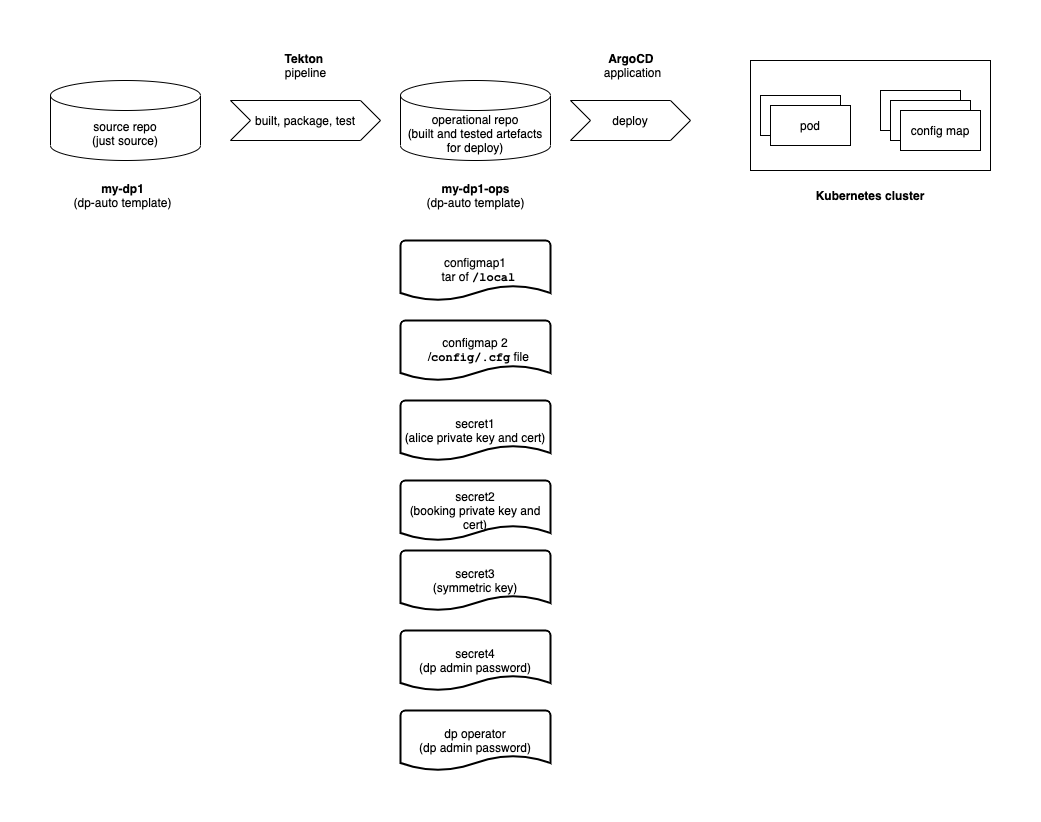 Tekton
pipeline
ArgoCD
application
source repo
(just source)
built, package, test
operational repo
(built and tested artefacts
for deploy)
deploy
pod
config map
my-dp1
(dp-auto template)
my-dp1-ops
(dp-auto template)
Kubernetes cluster
configmap1
tar of /local
configmap 2
/config/.cfg file
secret1
(alice private key and cert)
secret2
(booking private key and
cert)
secret3
(symmetric key)
secret4
(dp admin password)
dp operator
(dp admin password)